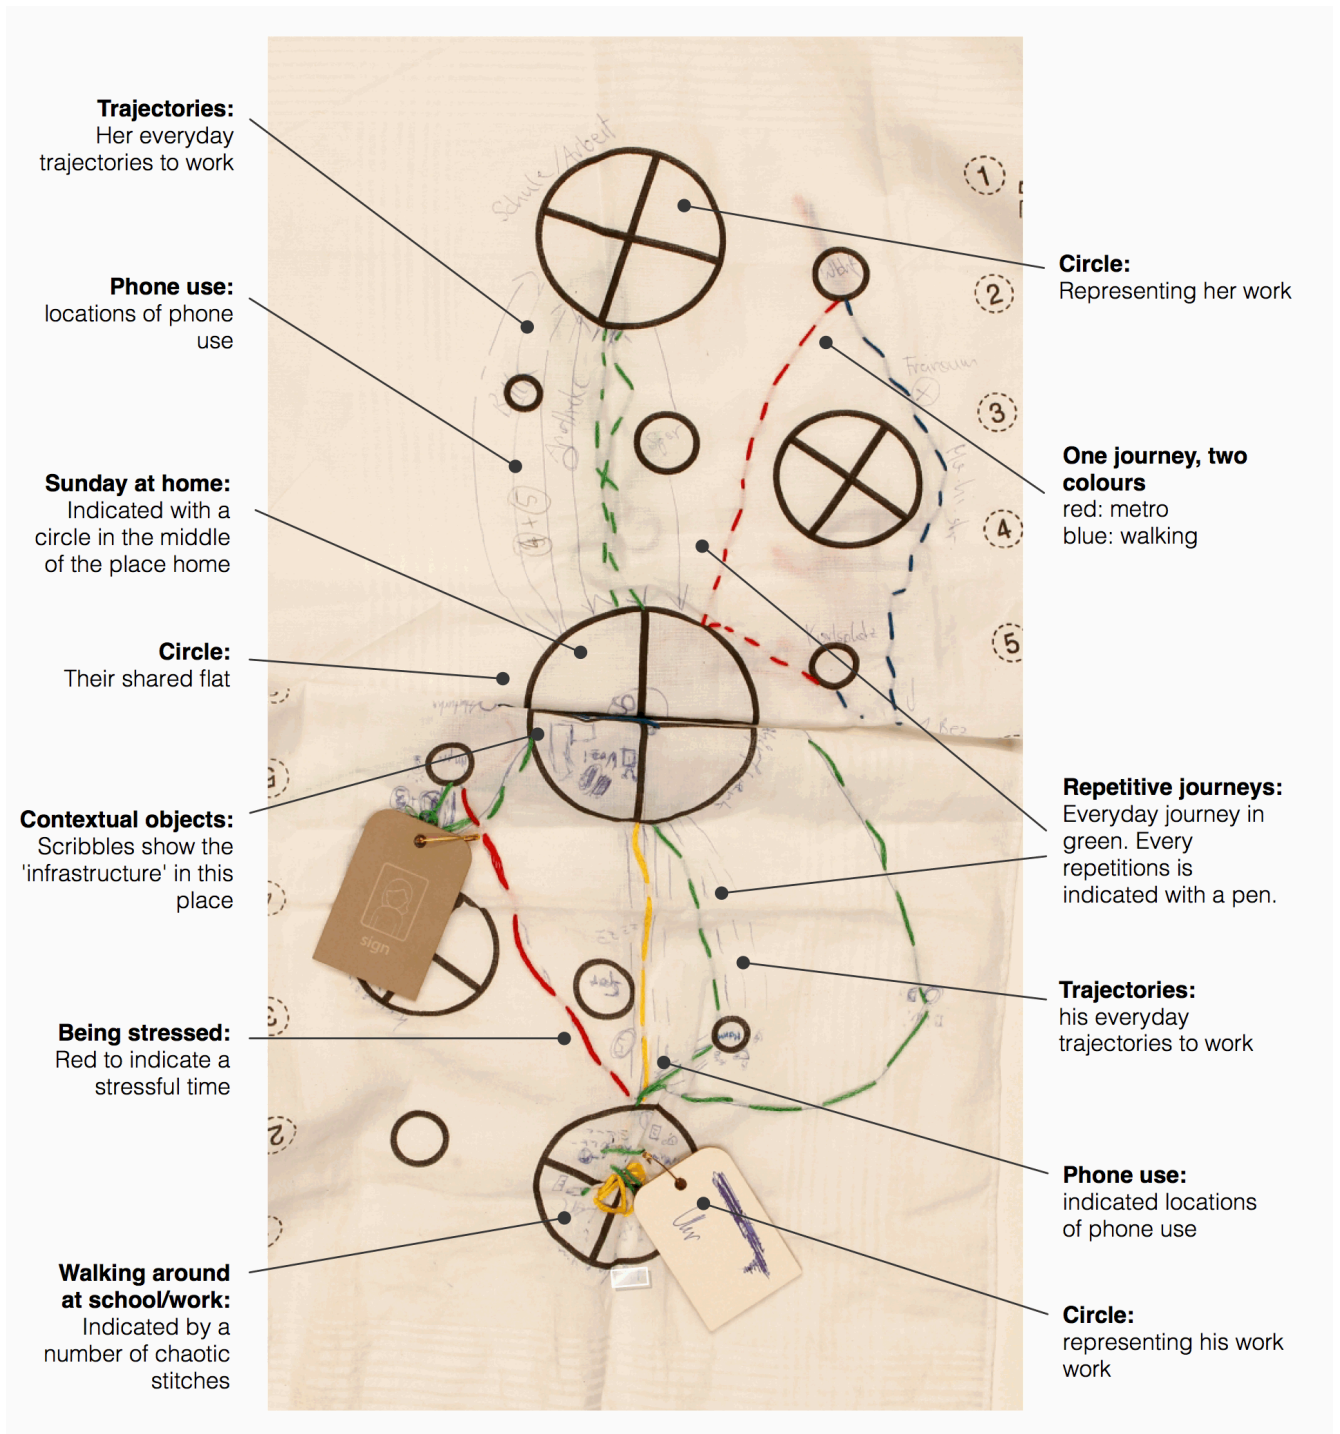 Trajectories:
Her everyday
trajectories to work
Phone use:
locations of phone
use
Sunday at home:
Indicated with a
circle in the middle
of the place home
Circle:
Their shared flat
Contextual objects:
Scribbles show the
'infrastructure' in this
place
Being stressed:
Red to indicate a
stressful time
Walking around
at school/work:
Indicated by a
number of chaotic
stitches
Schule/Arbeit
1
2
3
4
5
Karlsplatz
5
3
2
sign
Circle:
Representing her work
One journey, two
colours
red: metro
blue: walking
Repetitive journeys:
Everyday journey in
green. Every
repetitions is
indicated with a pen.
Trajectories:
his everyday
trajectories to work
Phone use:
indicated locations
of phone use
Circle:
representing his work
work